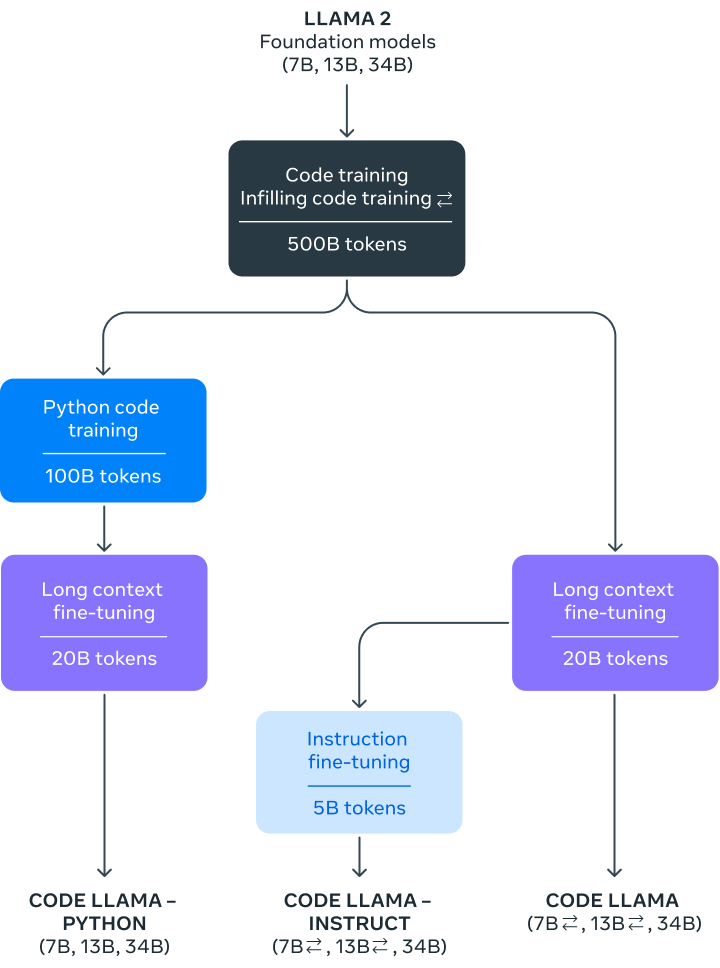 LLAMA 2
Foundation models
(7B, 13B, 34B)
Code training
Infilling code training ⇄
500B tokens
Python code
training
100B tokens
Long context
fine-tuning
20B tokens
Long context
fine-tuning
20B tokens
Instruction
fine-tuning
5B tokens
CODE LLAMA –
PYTHON
(7B, 13B, 34B)
CODE LLAMA –
INSTRUCT
(7B⇄, 13B⇄, 34B)
CODE LLAMA
(7B⇄, 13B⇄, 34B)